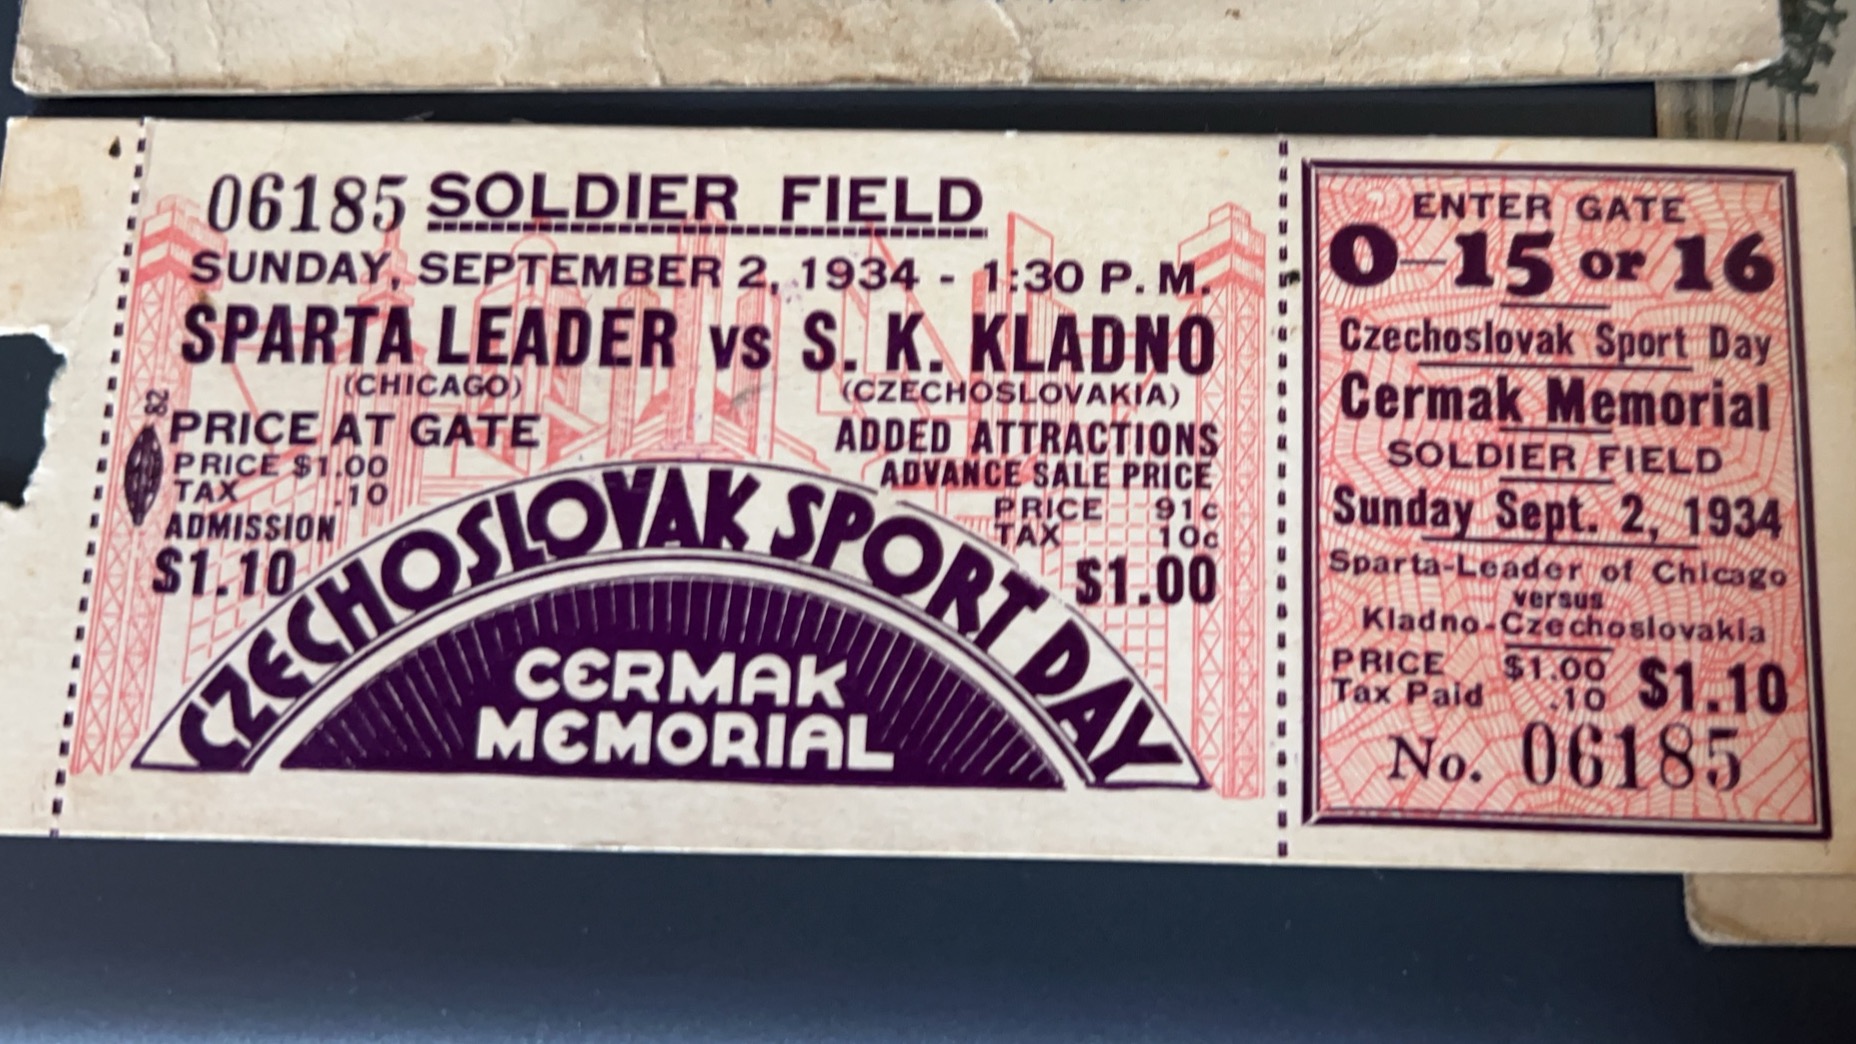 06185 SOLDIER FIELD
SUNDAY, SEPTEMBER 2, 1934 - 1:30 P. M.
SPARTA LEADER vs S. K. KLADNO
(CHICAGO) (CZECHOSLOVAKIA)
28
PRICE AT GATE
PRICE $1.00
TAX .10
ADMISSION
$1.10
ADDED ATTRACTIONS
ADVANCE SALE PRICE
PRICE 91c
TAX 10c
$1.00
CZECHOSLOVAK SPORT DAY
CERMAK
MEMORIAL
ENTER GATE
O—15 or 16
Czechoslovak Sport Day
Cermak Memorial
SOLDIER FIELD
Sunday Sept. 2, 1934
Sparta-Leader of Chicago
versus
Kladno-Czechoslovakia
PRICE $1.00
Tax Paid .10 $1.10
No. 06185